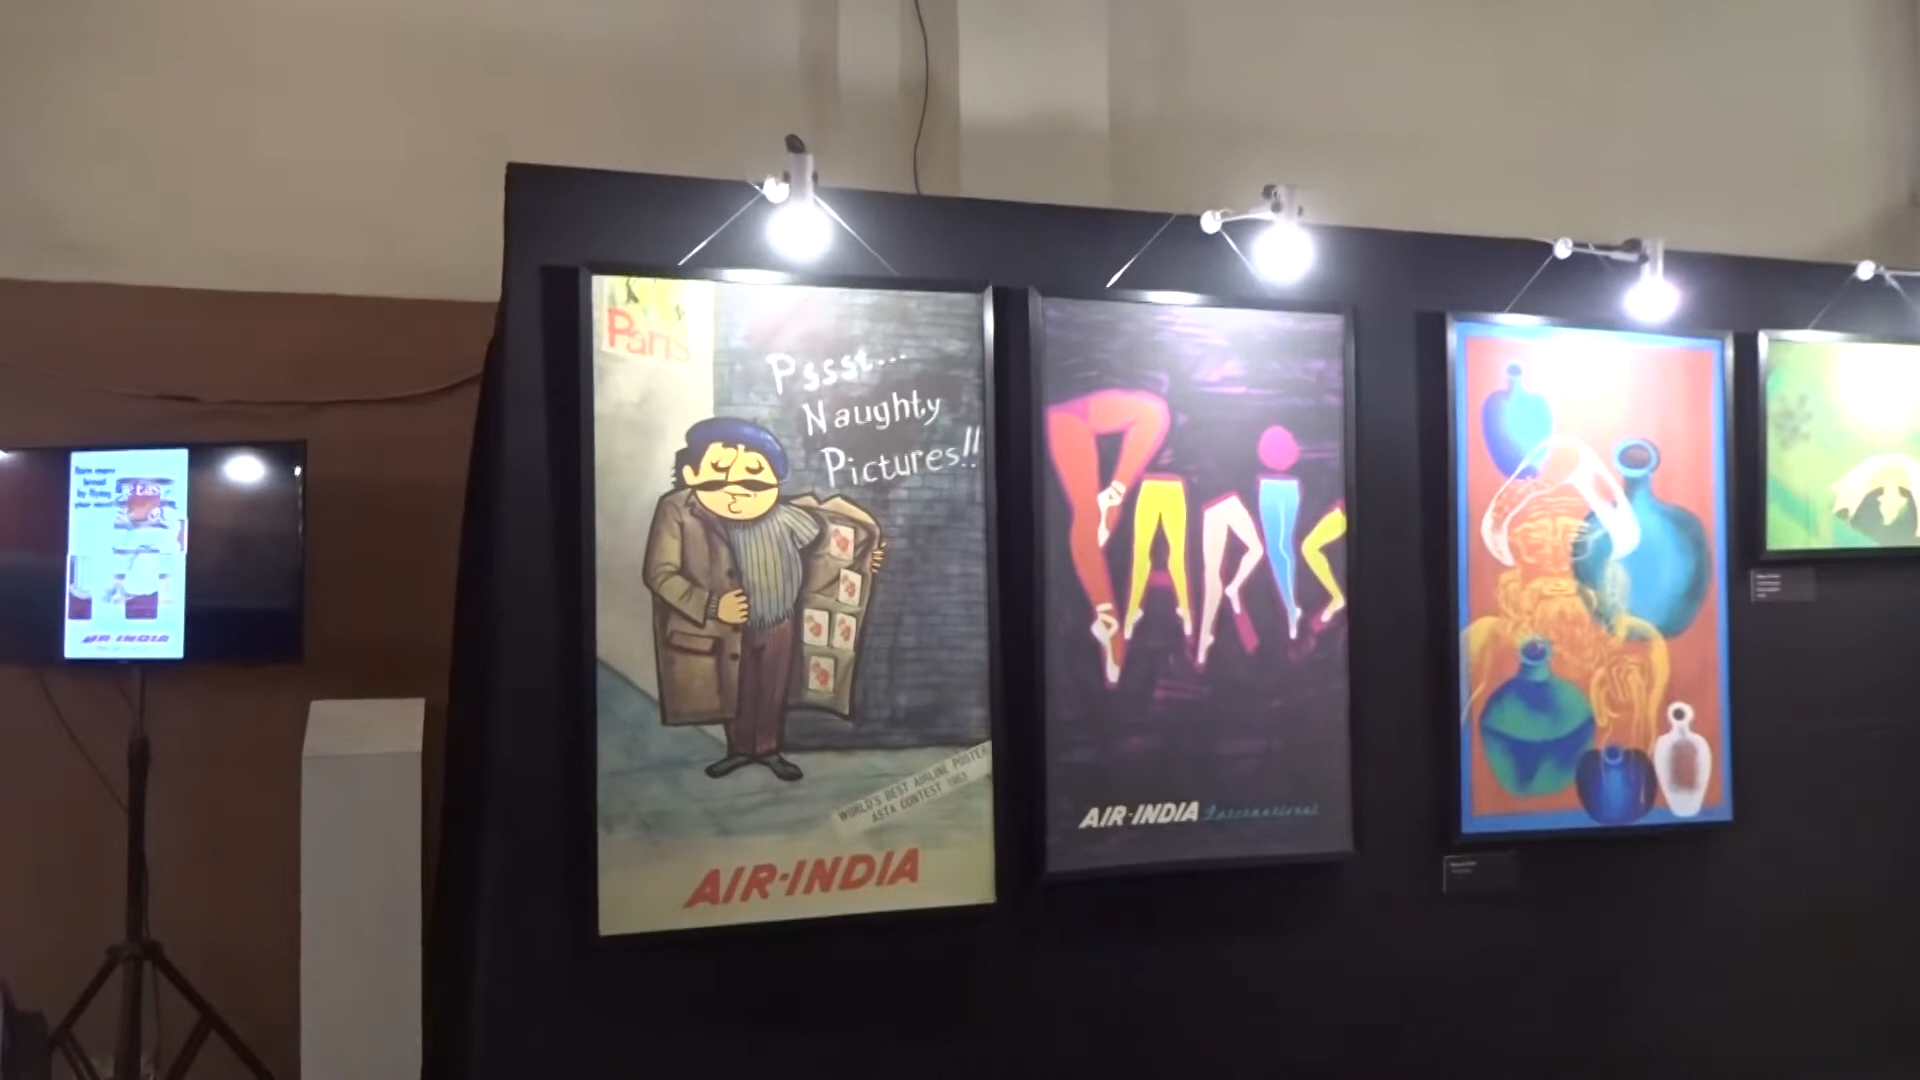 AIR-INDIA
Paris
Pssst...
Naughty
Pictures!!
WORLD'S BEST AIRLINE POSTER
ASTA CONTEST 1963
AIR-INDIA
PARiS
AIR-INDIA International